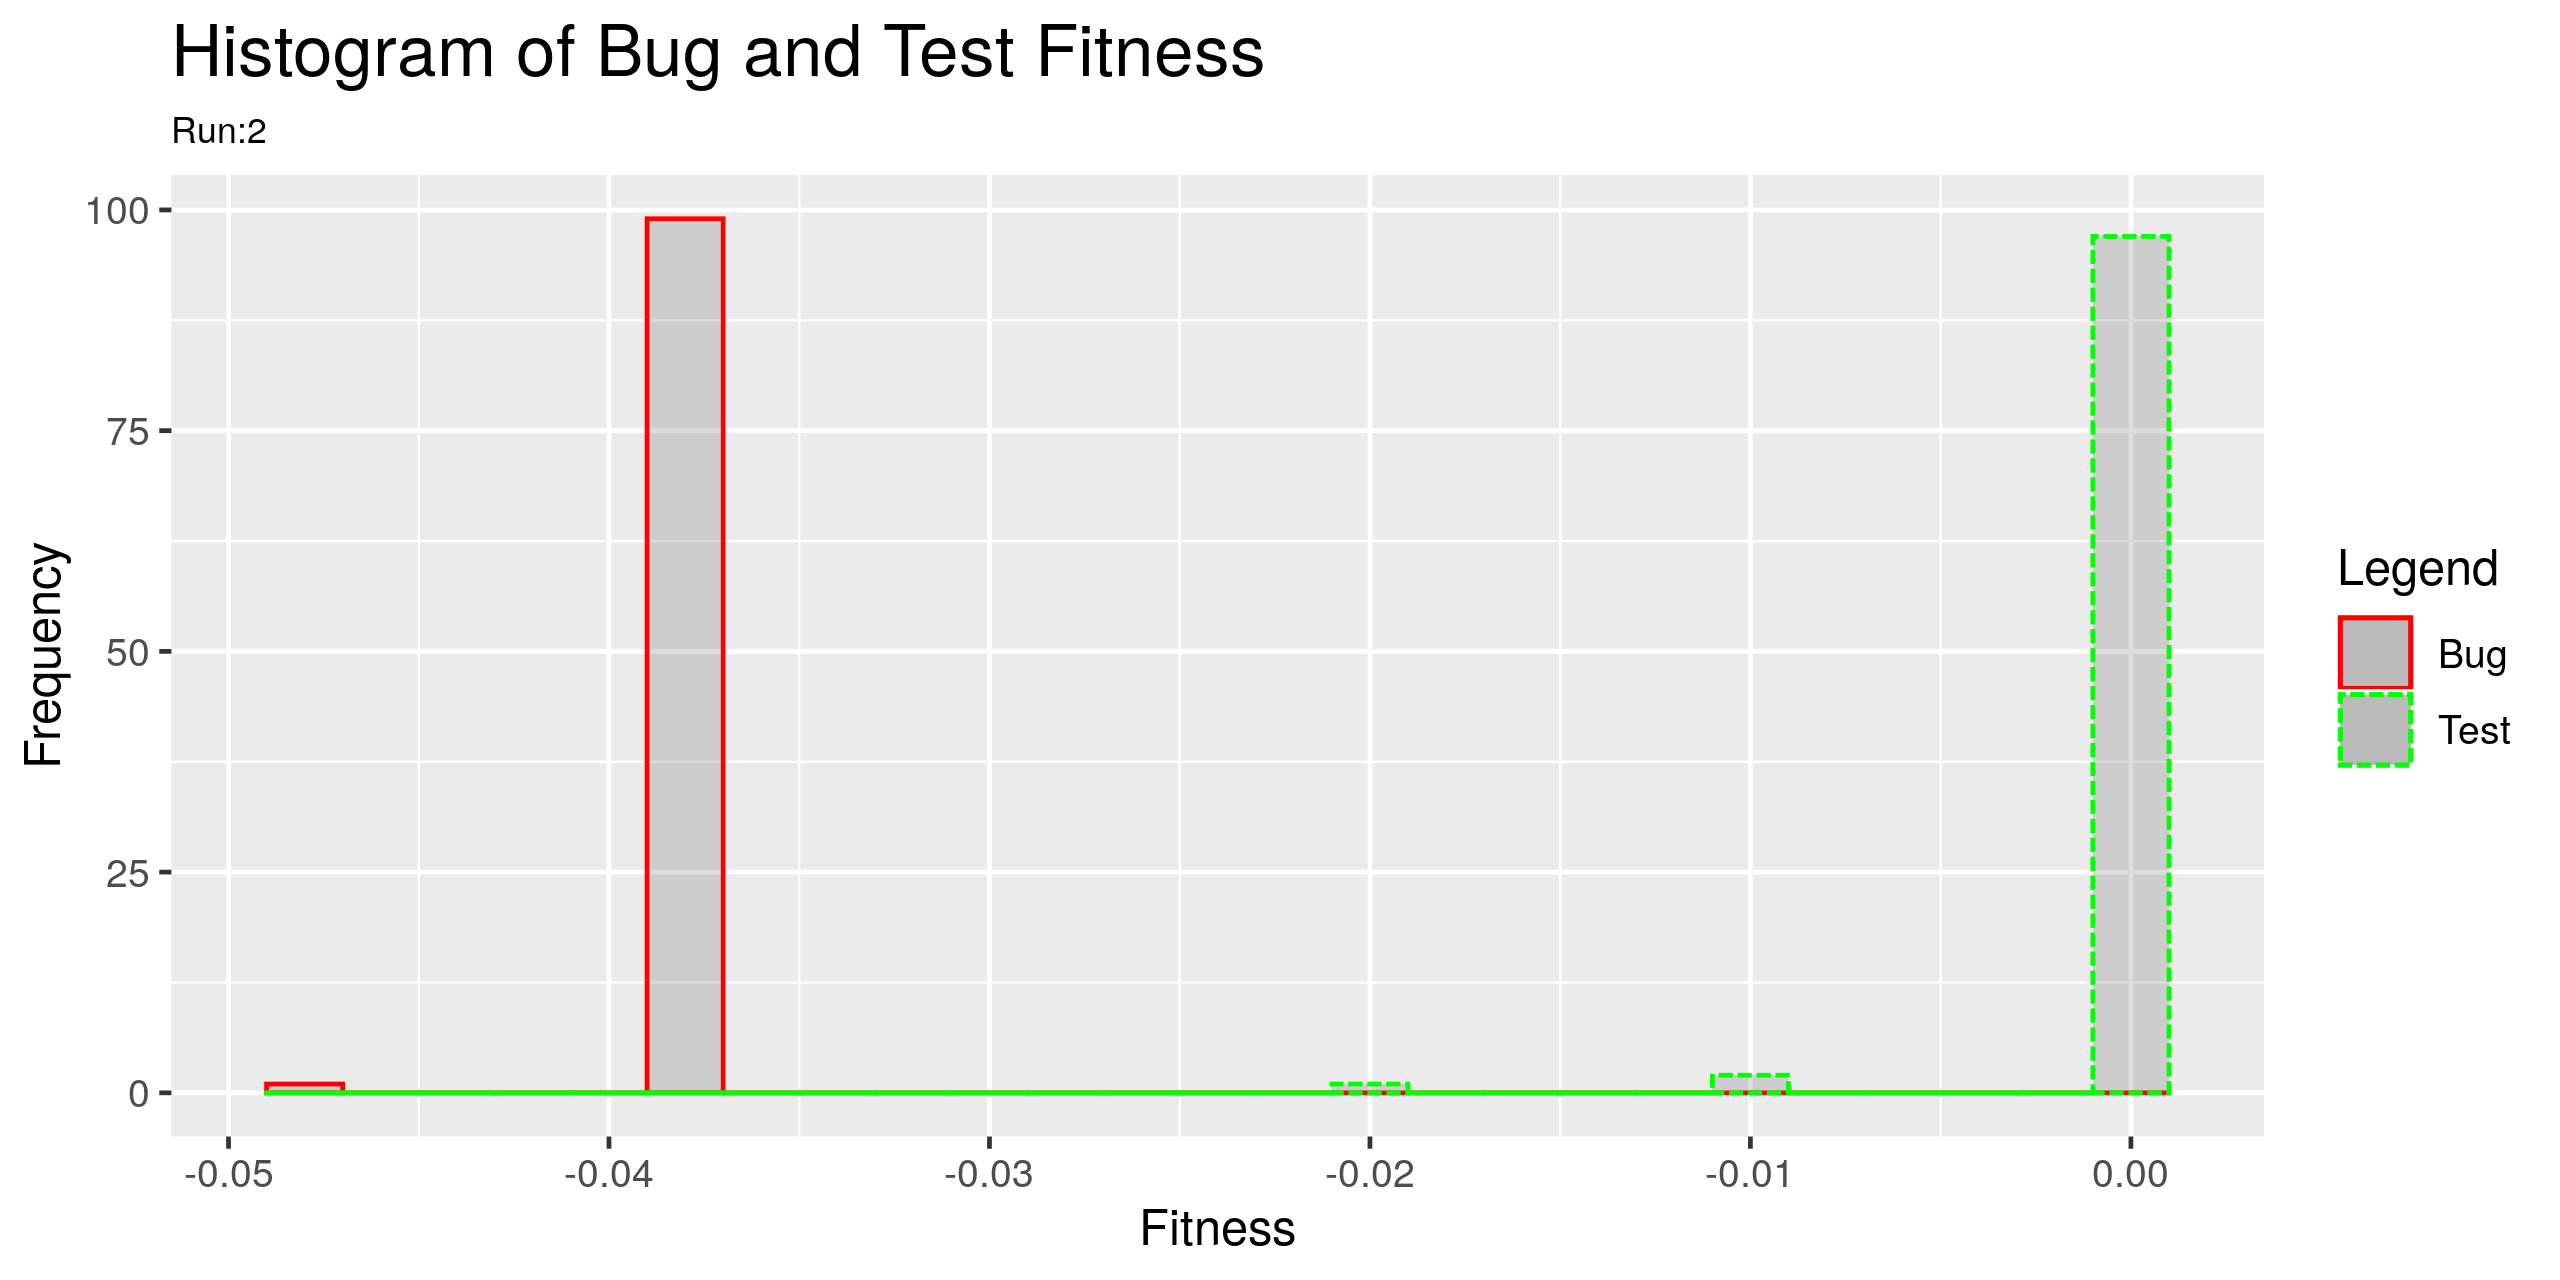 Histogram of Bug and Test Fitness
Run:2
100
75
50
25
0
Frequency
-0.05 -0.04 -0.03 -0.02 -0.01 0.00
Fitness
Legend
Bug
Test